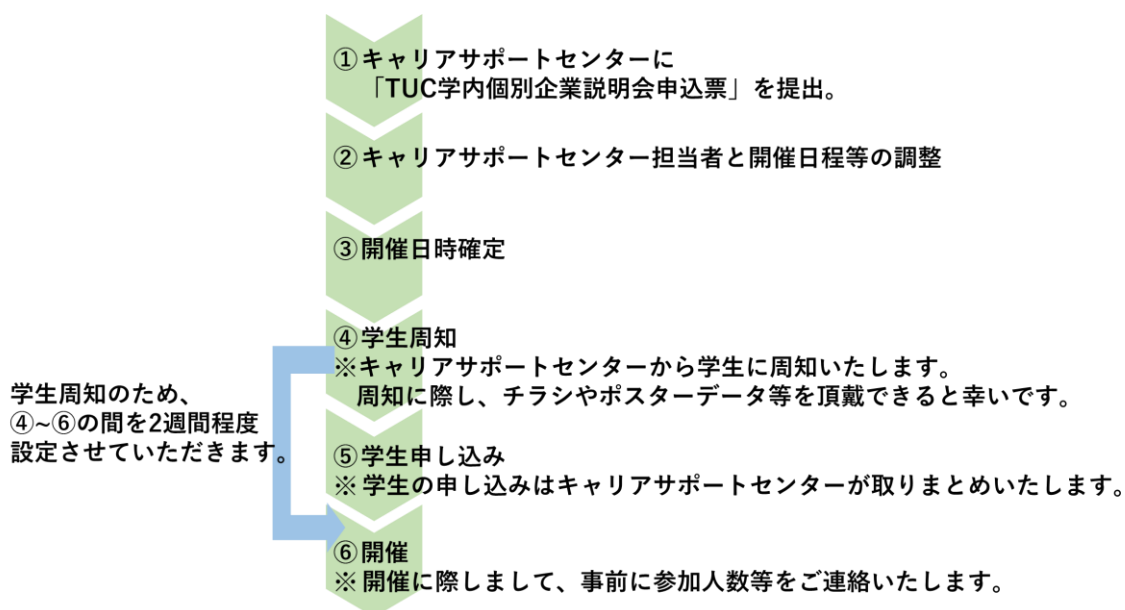 ①キャリアサポートセンターに
「TUC学内個別企業説明会申込票」を提出。
②キャリアサポートセンター担当者と開催日程等の調整
③開催日時確定
④学生周知
※キャリアサポートセンターから学生に周知いたします。
周知に際し、チラシやポスターデータ等を頂戴できると幸いです。
学生周知のため、
④~⑥の間を2週間程度
設定させていただきます。
⑤学生申し込み
※学生の申し込みはキャリアサポートセンターが取りまとめいたします。
⑥開催
※開催に際しまして、事前に参加人数等をご連絡いたします。